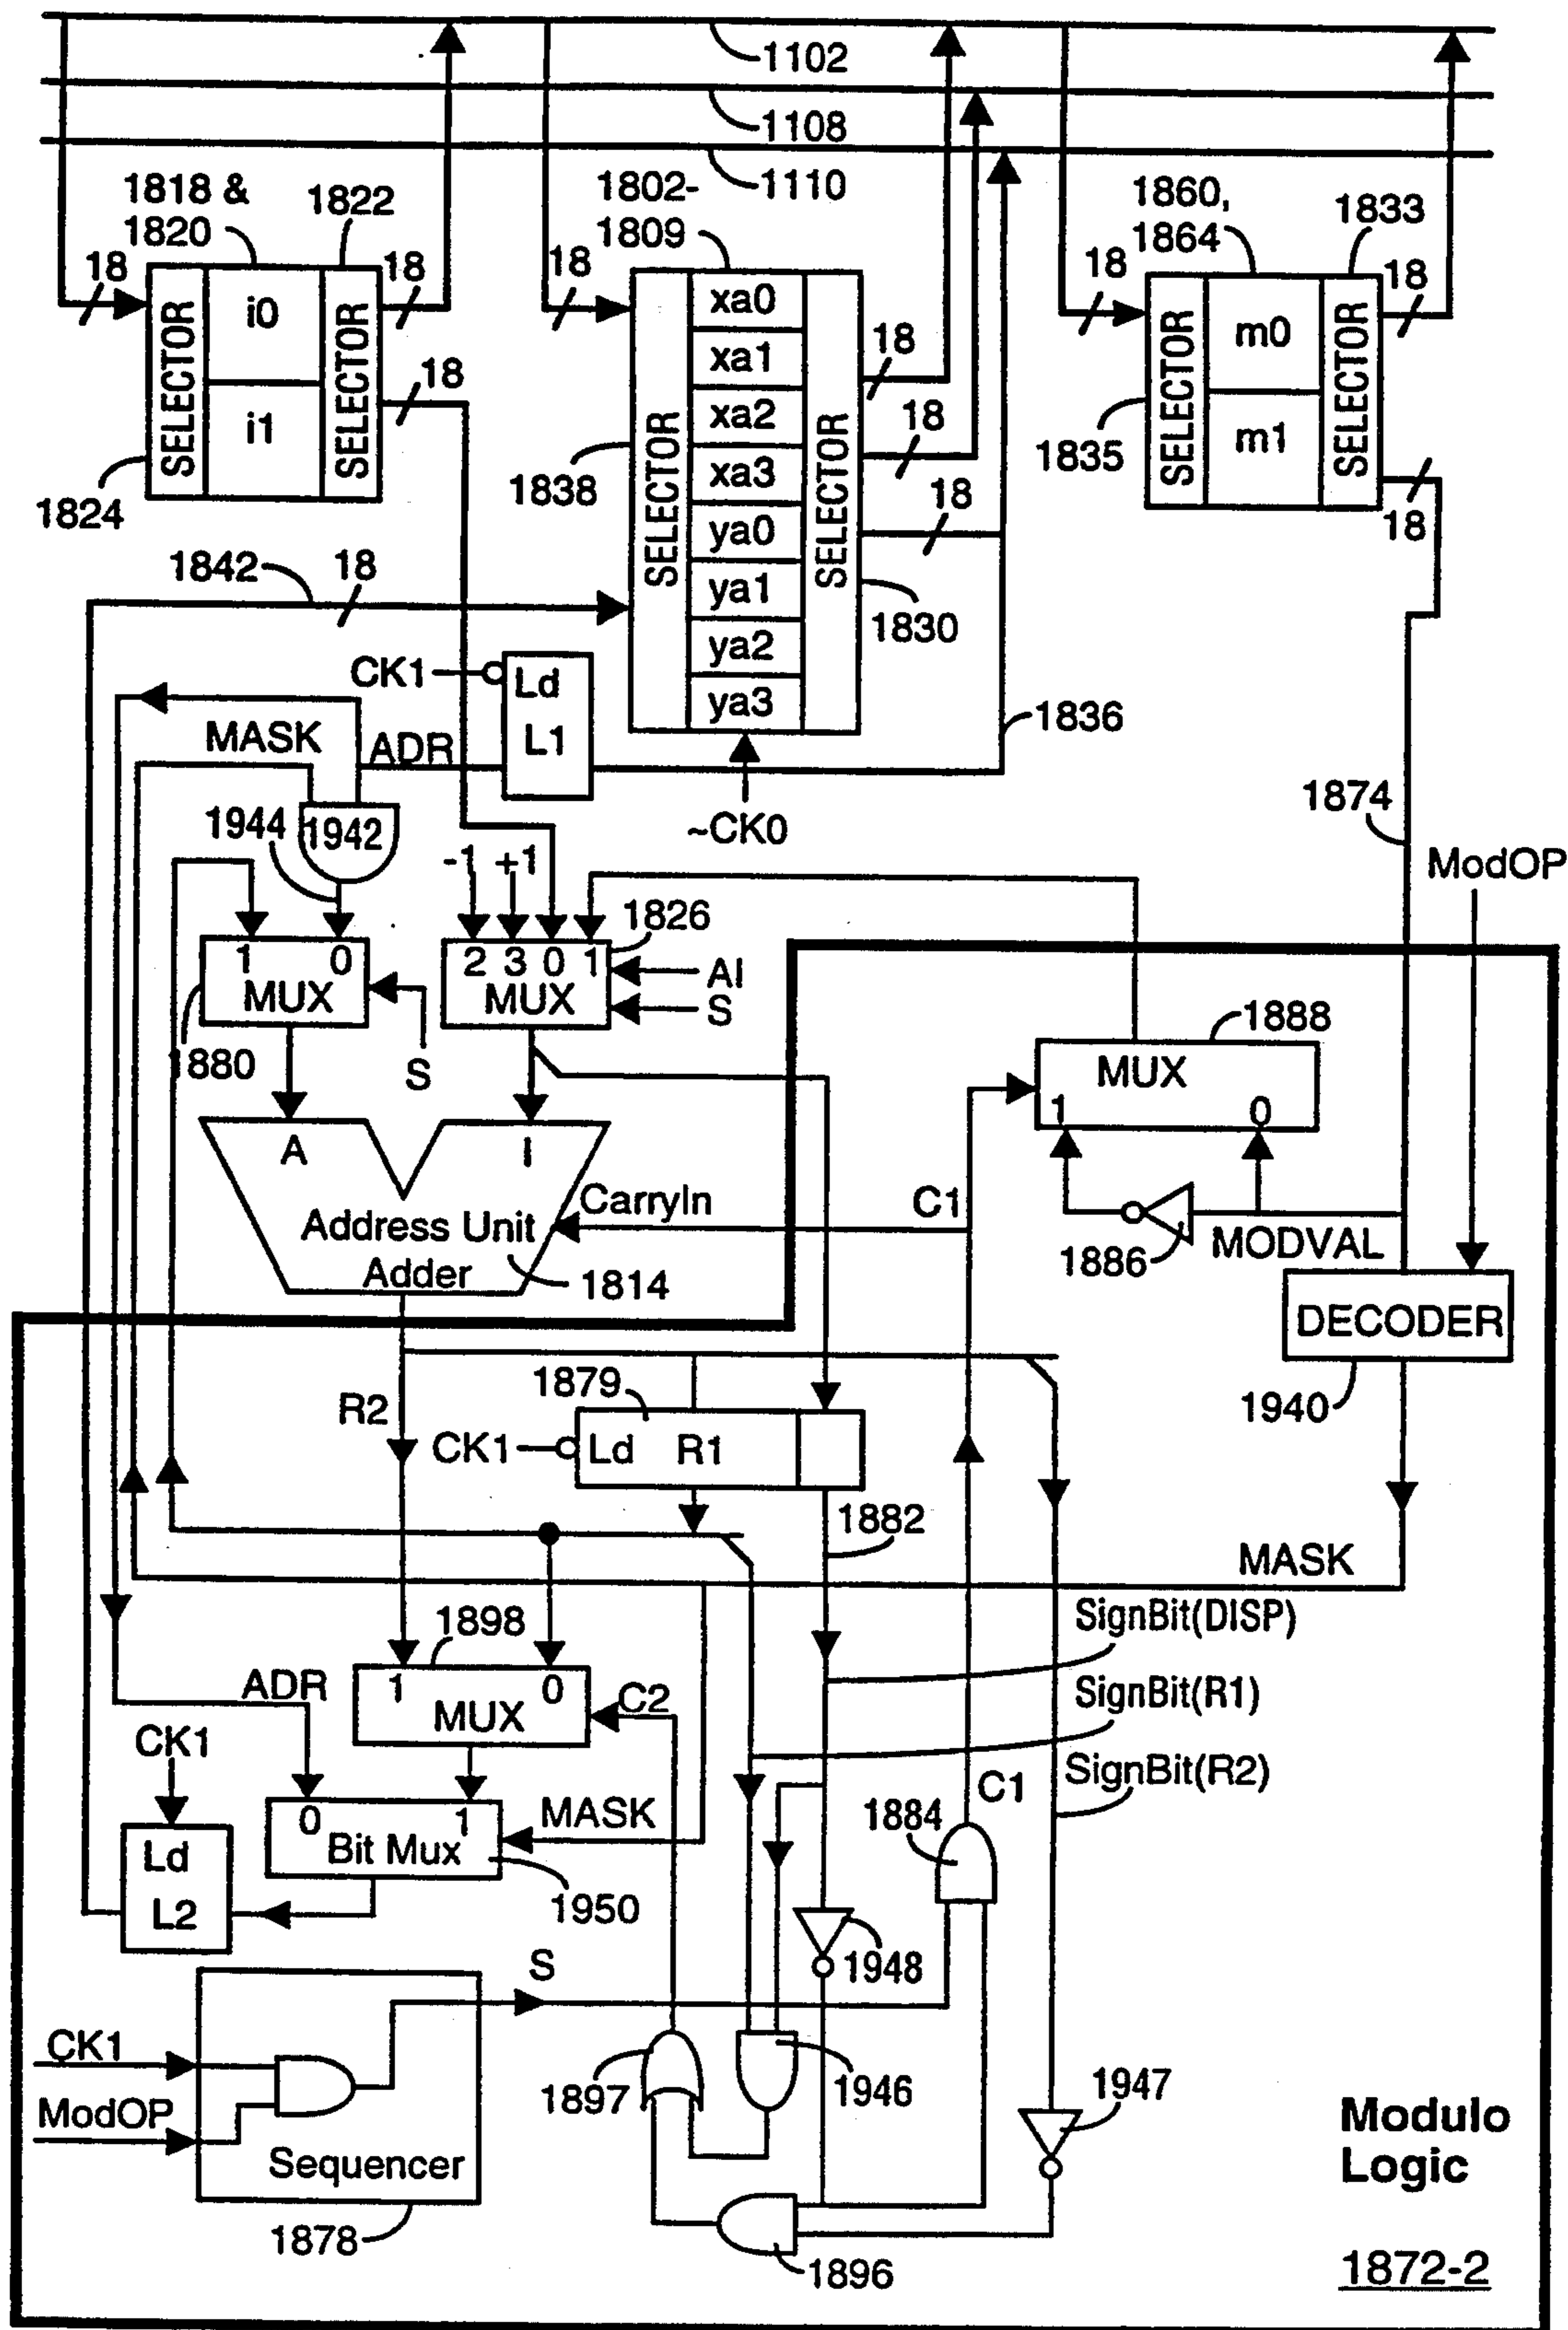 1102
1108
1110
1818 &
1820
1822
1802-
1809
1860,
1864
1833
18
18
18
18
18
i0
i1
SELECTOR
SELECTOR
18
1824
xa0
xa1
xa2
xa3
ya0
ya1
ya2
ya3
SELECTOR
SELECTOR
18
18
18
1838
1830
m0
m1
SELECTOR
SELECTOR
1835
18
1842
18
CK1
Ld
L1
1836
MASK
ADR
~CK0
1944
1942
1874
ModOP
-1
+1
1826
1
0
MUX
2 3 0 1
MUX
AI
S
1880
S
1888
MUX
1
0
A
I
CarryIn
C1
Address Unit
Adder
1814
1886
MODVAL
DECODER
1940
1879
R2
CK1
Ld
R1
1882
MASK
SignBit(DISP)
1898
ADR
1
0
MUX
C2
SignBit(R1)
CK1
SignBit(R2)
C1
1884
0
1
Bit Mux
MASK
1950
Ld
L2
1948
S
CK1
ModOP
Sequencer
1878
1897
1946
1947
1896
Modulo
Logic
1872-2